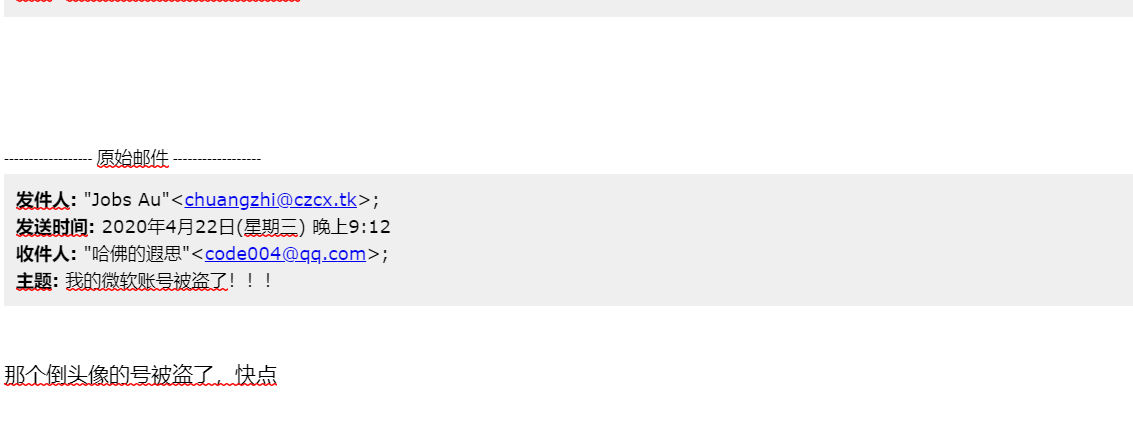 ------------------ 原始邮件 ------------------
发件人: "Jobs Au"<chuangzhi@czcx.tk>;
发送时间: 2020年4月22日(星期三) 晚上9:12
收件人: "哈佛的遐思"<code004@qq.com>;
主题: 我的微软账号被盗了！！！
那个倒头像的号被盗了，快点